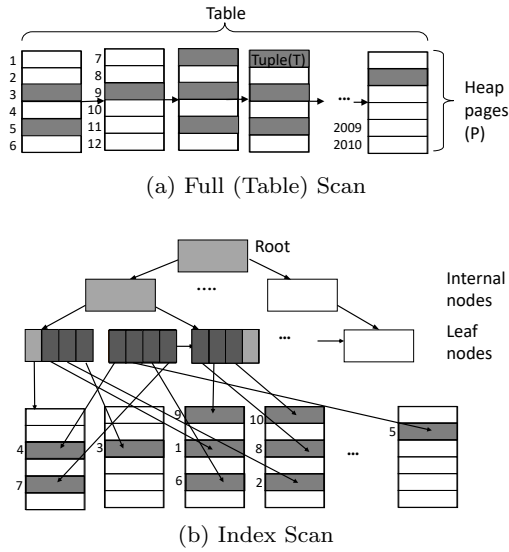 Table
1
2
3
4
5
6
7
8
9
10
11
12
Tuple(T)
...
2009
2010
Heap
pages
(P)
(a) Full (Table) Scan
Root
....
Internal
nodes
...
Leaf
nodes
4
7
3
9
1
6
10
8
2
...
5
(b) Index Scan